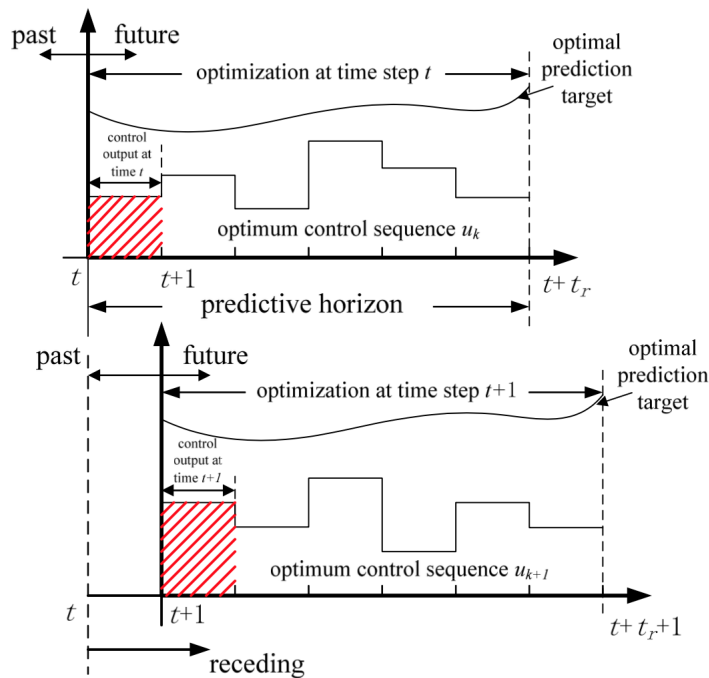 past
future
optimization at time step t
optimal
prediction
target
control
output at
time t
optimum control sequence uk
t
t+1
t+ tr
predictive horizon
past
future
optimization at time step t+1
optimal
prediction
target
control
output at
time t+1
optimum control sequence uk+1
t
t+1
t+ tr+1
receding